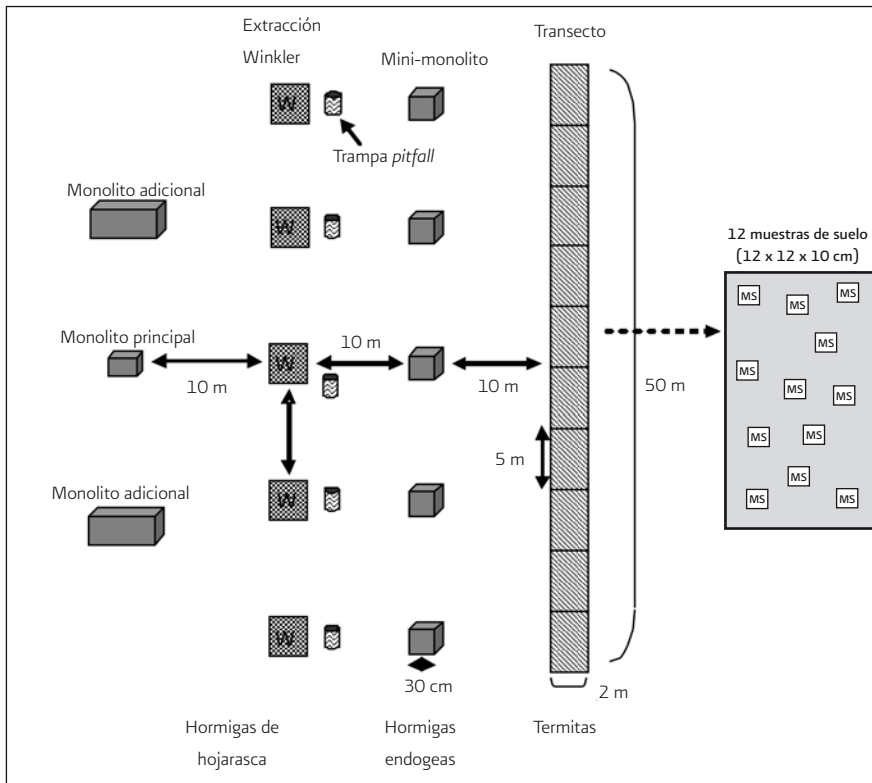 Extracción
Winkler
Mini-monolito
Transecto
W
Trampa pitfall
Monolito adicional
W
12 muestras de suelo
(12 x 12 x 10 cm)
MS
MS
MS
MS
MS
MS
MS
MS
MS
MS
MS
MS
Monolito principal
10 m
W
10 m
10 m
50 m
5 m
Monolito adicional
W
W
30 cm
2 m
Hormigas de
hojarasca
Hormigas
endogeas
Termitas